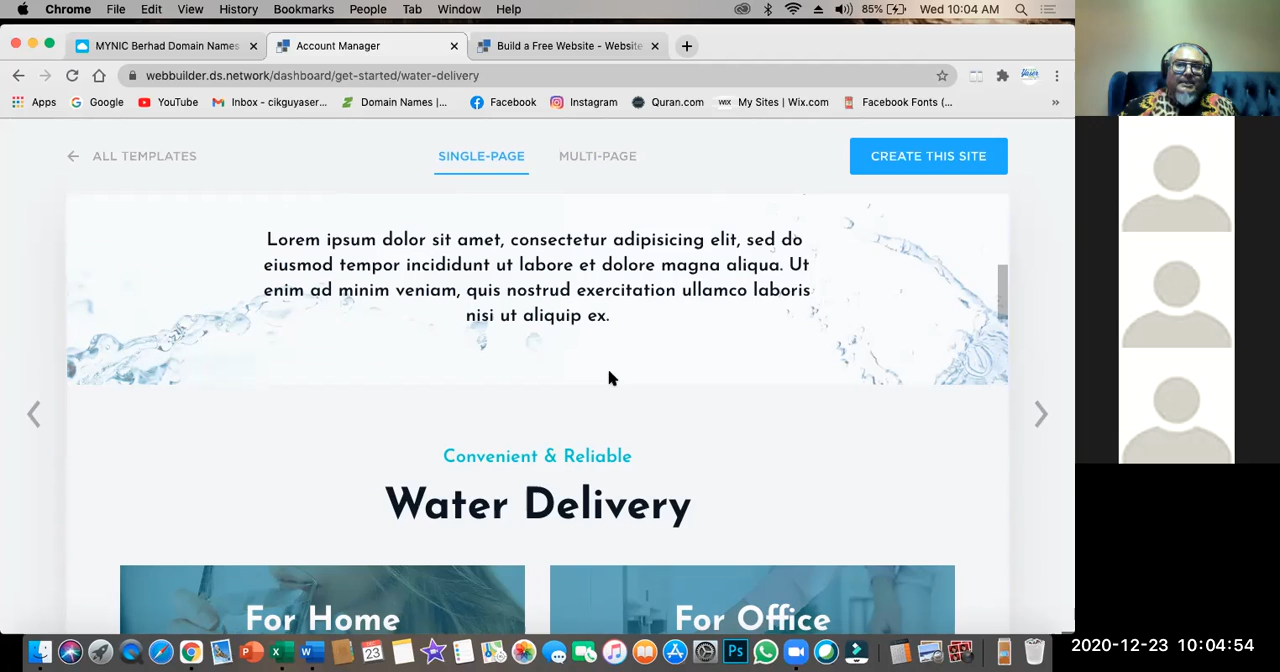 Chrome File Edit View History Bookmarks People Tab Window Help 85% Wed 10:04 AM
MYNIC Berhad Domain Names Account Manager Build a Free Website - Website
webbuilder.ds.network/dashboard/get-started/water-delivery
Apps Google YouTube Inbox - cikguyaser... Domain Names |... Facebook Instagram Quran.com WIX My Sites | Wix.com Facebook Fonts (... »
ALL TEMPLATES SINGLE-PAGE MULTI-PAGE CREATE THIS SITE
Lorem ipsum dolor sit amet, consectetur adipisicing elit, sed do
eiusmod tempor incididunt ut labore et dolore magna aliqua. Ut
enim ad minim veniam, quis nostrud exercitation ullamco laboris
nisi ut aliquip ex.
Convenient & Reliable
Water Delivery
For Home For Office
23 Ps
2020-12-23 10:04:54